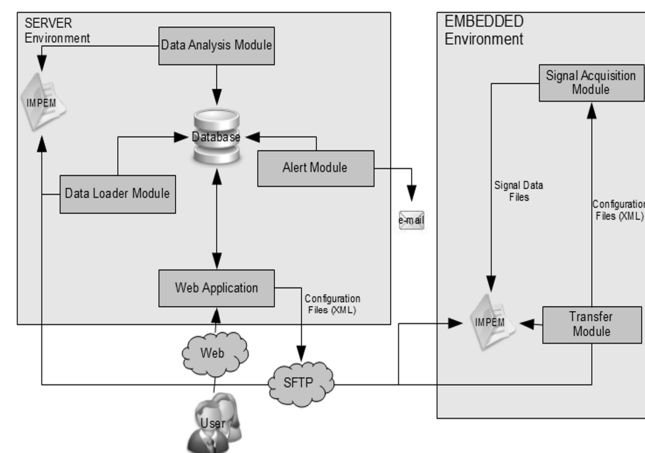 SERVER
Environment
Data Analysis Module
IMPEM
Database
Data Loader Module
Alert Module
e-mail
Web Application
Configuration
Files (XML)
Web
SFTP
User
EMBEDDED
Environment
Signal Acquisition
Module
Signal Data
Files
Configuration
Files (XML)
IMPEM
Transfer
Module